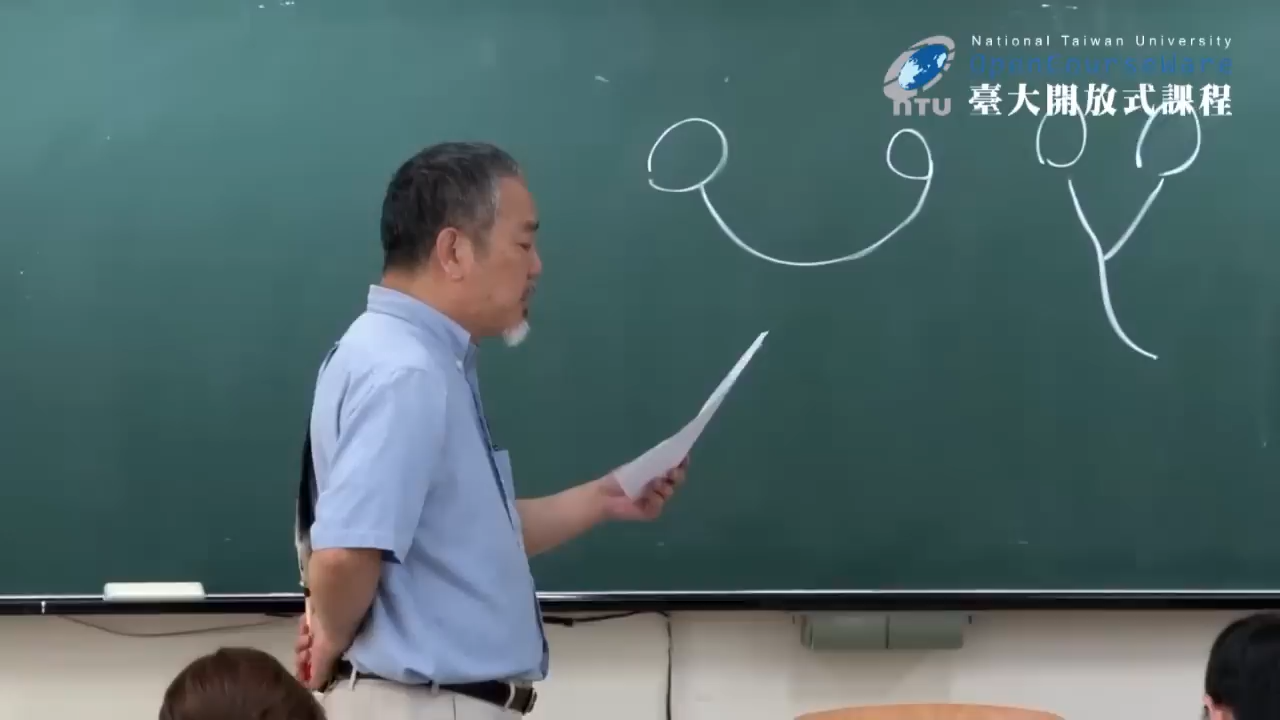 National Taiwan University
OpenCourseWare
臺大開放式課程
NTU